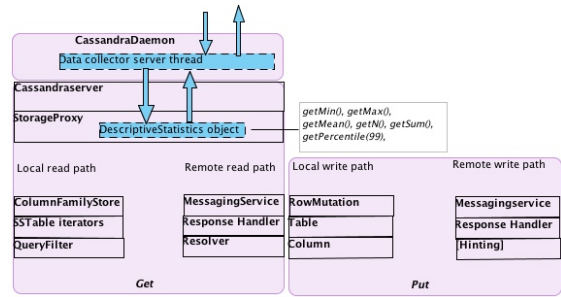 CassandraDaemon
Data collector server thread
Cassandraserver
StorageProxy
DescriptiveStatistics object
getMin(), getMax(),
getMean(), getN(), getSum(),
getPercentile(99),
Local read path
Remote read path
ColumnFamilyStore
SSTable iterators
QueryFilter
MessagingService
Response Handler
Resolver
Get
Local write path
Remote write path
RowMutation
Table
Column
Messagingservice
Response Handler
[Hinting]
Put